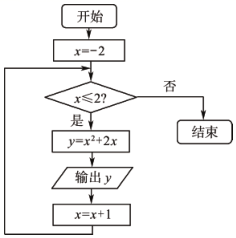 开始
x=−2
x≤2?
否
是
结束
y=x²+2x
输出 y
x=x+1